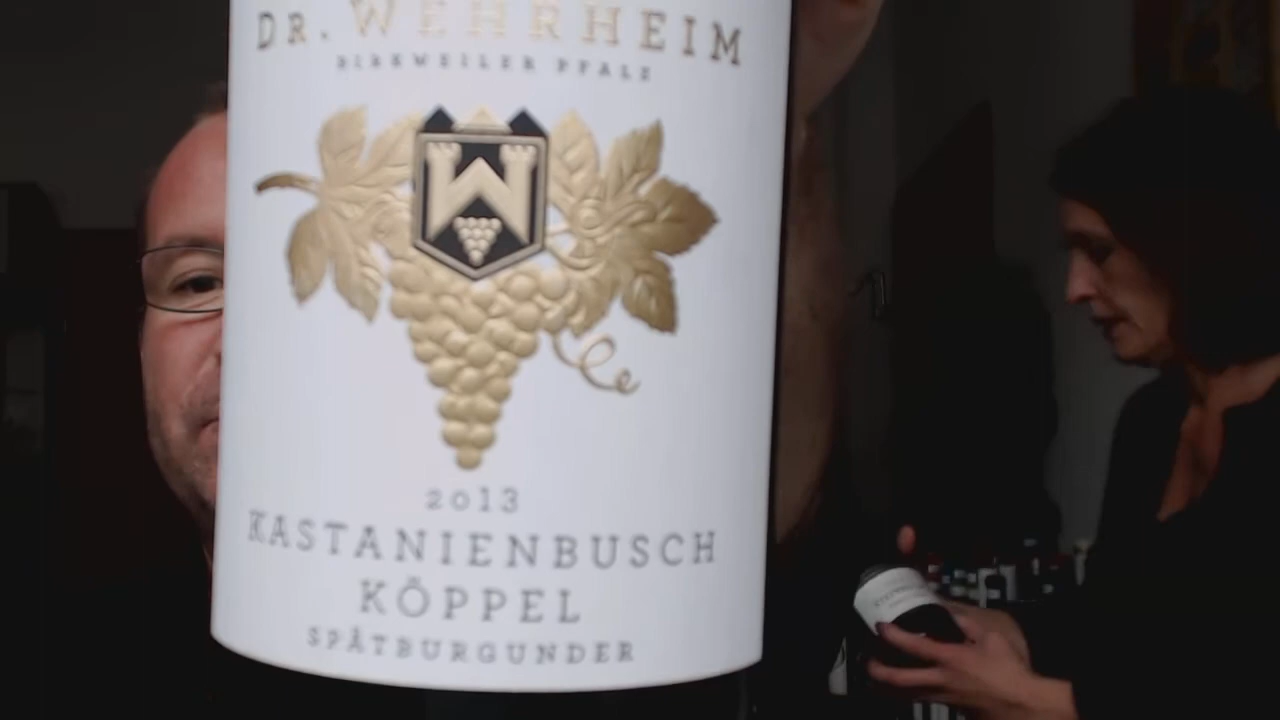 DR. WEHRHEIM
BIRKWEILER PFALZ
W
2013
KASTANIENBUSCH
KÖPPEL
SPÄTBURGUNDER